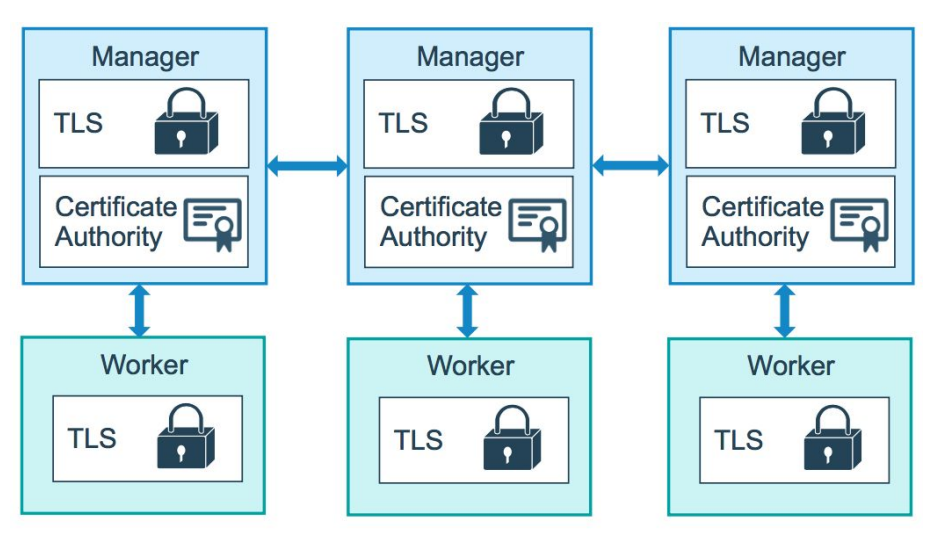 Manager
TLS
Certificate
Authority
Manager
TLS
Certificate
Authority
Manager
TLS
Certificate
Authority
Worker
TLS
Worker
TLS
Worker
TLS